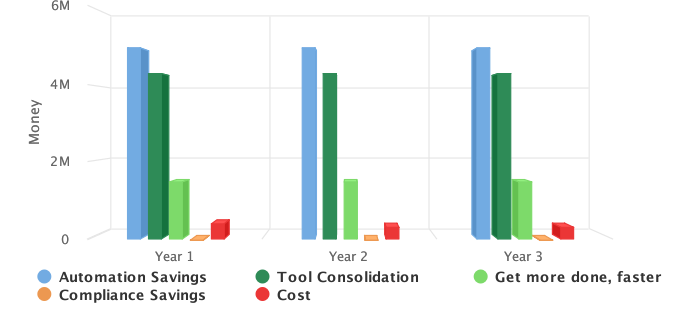 6M
4M
2M
0
Money
Year 1
Year 2
Year 3
Automation Savings
Tool Consolidation
Get more done, faster
Compliance Savings
Cost